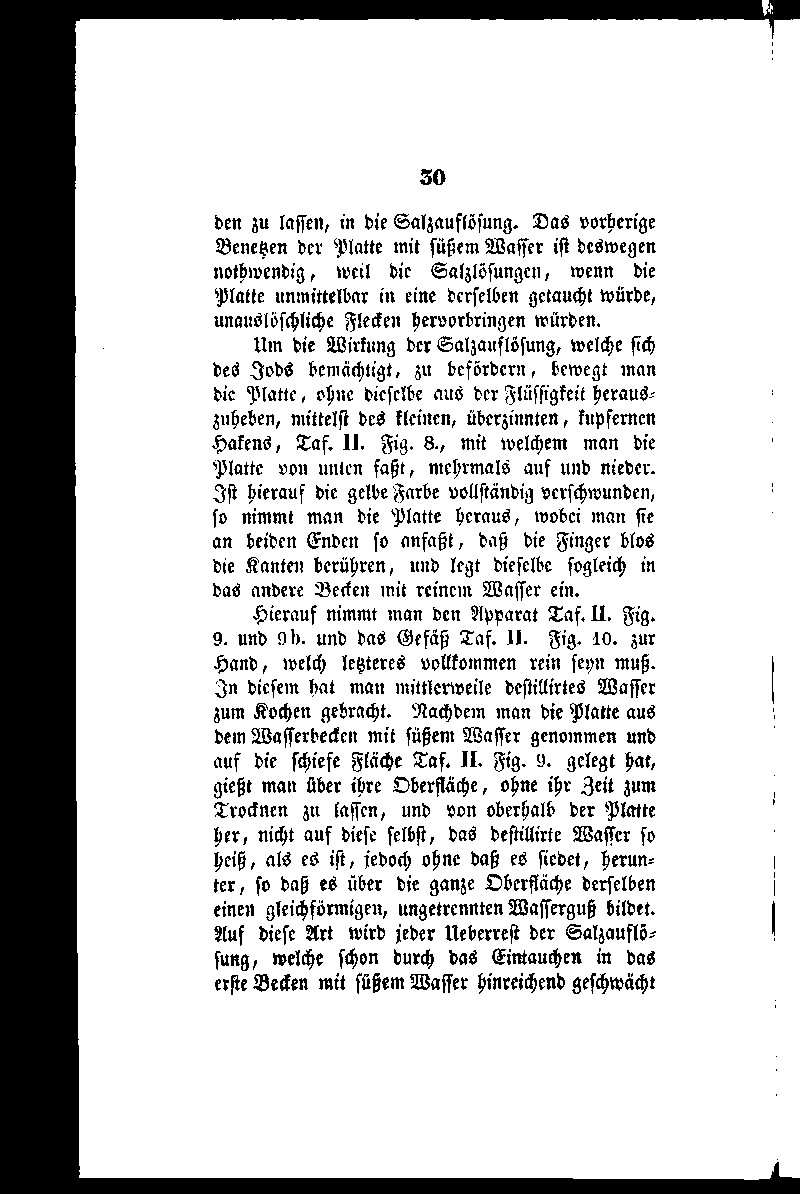 30
den zu lassen, in die Salzauflösung. Das vorherige
Benetzen der Platte mit süßem Wasser ist deswegen
nothwendig, weil die Salzlösungen, wenn die
Platte unmittelbar in eine derselben getaucht würde,
unauslöschliche Flecken hervorbringen würden.
Um die Wirkung der Salzauflösung, welche sich
des Jods bemächtigt, zu befördern, bewegt man
die Platte, ohne dieselbe aus der Flüssigkeit heraus-
zuheben, mittelst des kleinen, überzinnten, kupfernen
Hakens, Taf. II. Fig. 8., mit welchem man die
Platte von unten faßt, mehrmals auf und nieder.
Ist hierauf die gelbe Farbe vollständig verschwunden,
so nimmt man die Platte heraus, wobei man sie
an beiden Enden so anfaßt, daß die Finger blos
die Kanten berühren, und legt dieselbe sogleich in
das andere Becken mit reinem Wasser ein.
Hierauf nimmt man den Apparat Taf. II. Fig.
9. und 9b. und das Gefäß Taf. II. Fig. 10. zur
Hand, welch letzteres vollkommen rein seyn muß.
In diesem hat man mittlerweile destillirtes Wasser
zum Kochen gebracht. Nachdem man die Platte aus
dem Wasserbecken mit süßem Wasser genommen und
auf die schiefe Fläche Taf. II. Fig. 9. gelegt hat,
gießt man über ihre Oberfläche, ohne ihr Zeit zum
Trocknen zu lassen, und von oberhalb der Platte
her, nicht auf diese selbst, das destillirte Wasser so
heiß, als es ist, jedoch ohne daß es siedet, herun-
ter, so daß es über die ganze Oberfläche derselben
einen gleichförmigen, ungetrennten Wasserguß bildet.
Auf diese Art wird jeder Ueberrest der Salzauflö-
sung, welche schon durch das Eintauchen in das
erste Becken mit süßem Wasser hinreichend geschwächt